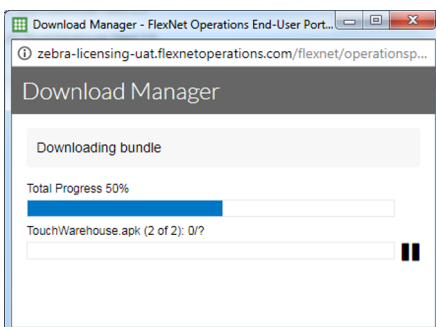 Download Manager - FlexNet Operations End-User Port...
zebra-licensing-uat.flexnetoperations.com/flexnet/operationsp...
Download Manager
Downloading bundle
Total Progress 50%
TouchWarehouse.apk (2 of 2): 0/?